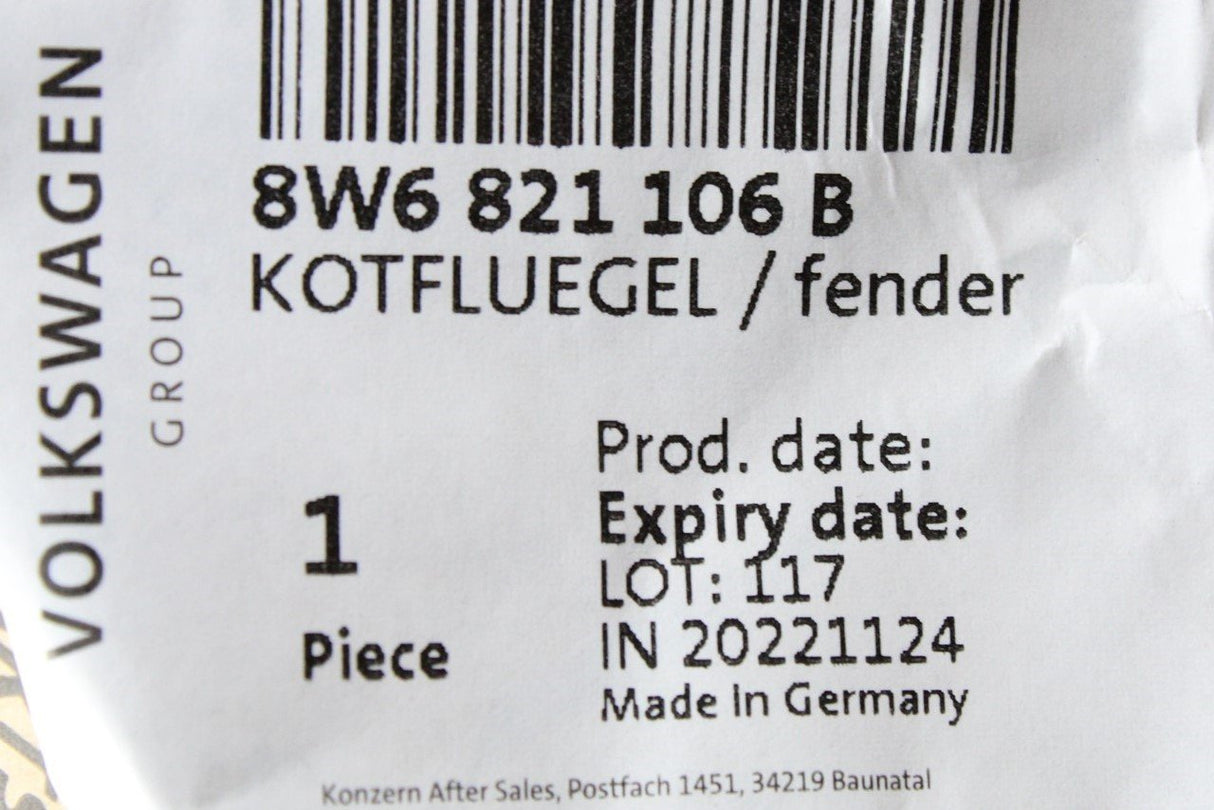 VOLKSWAGEN
GROUP
8W6 821 106 B
KOTFLUEGEL / fender
1
Piece
Prod. date:
Expiry date:
LOT: 117
IN 20221124
Made in Germany
Konzern After Sales, Postfach 1451, 34219 Baunatal